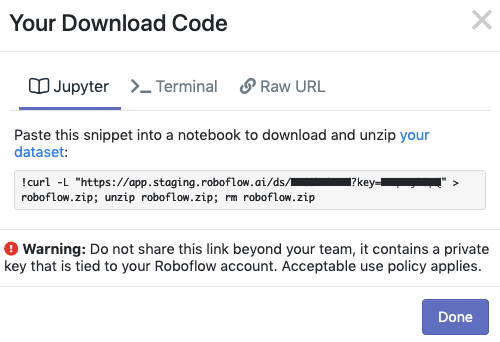 Your Download Code
Jupyter
Terminal
Raw URL
Paste this snippet into a notebook to download and unzip your
dataset:
!curl -L "https://app.staging.roboflow.ai/ds/ ?key= " >
roboflow.zip; unzip roboflow.zip; rm roboflow.zip
Warning: Do not share this link beyond your team, it contains a private
key that is tied to your Roboflow account. Acceptable use policy applies.
Done